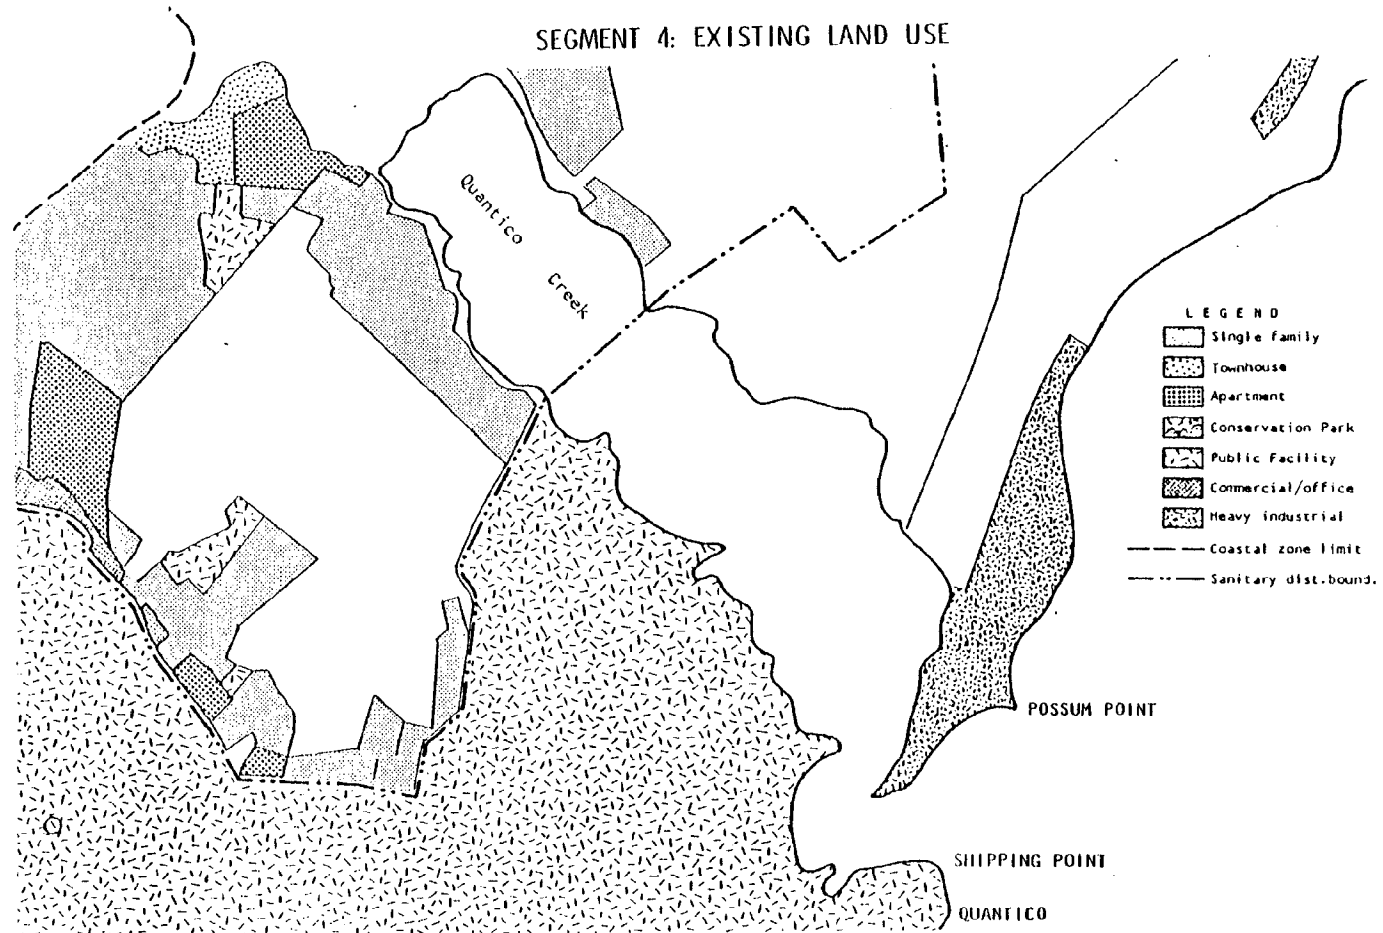 SEGMENT 4: EXISTING LAND USE
Quantico
Creek
LEGEND
Single family
Townhouse
Apartment
Conservation Park
Public Facility
Commercial/office
Heavy industrial
Coastal zone limit
Sanitary dist.bound.
POSSUM POINT
SHIPPING POINT
QUANTICO